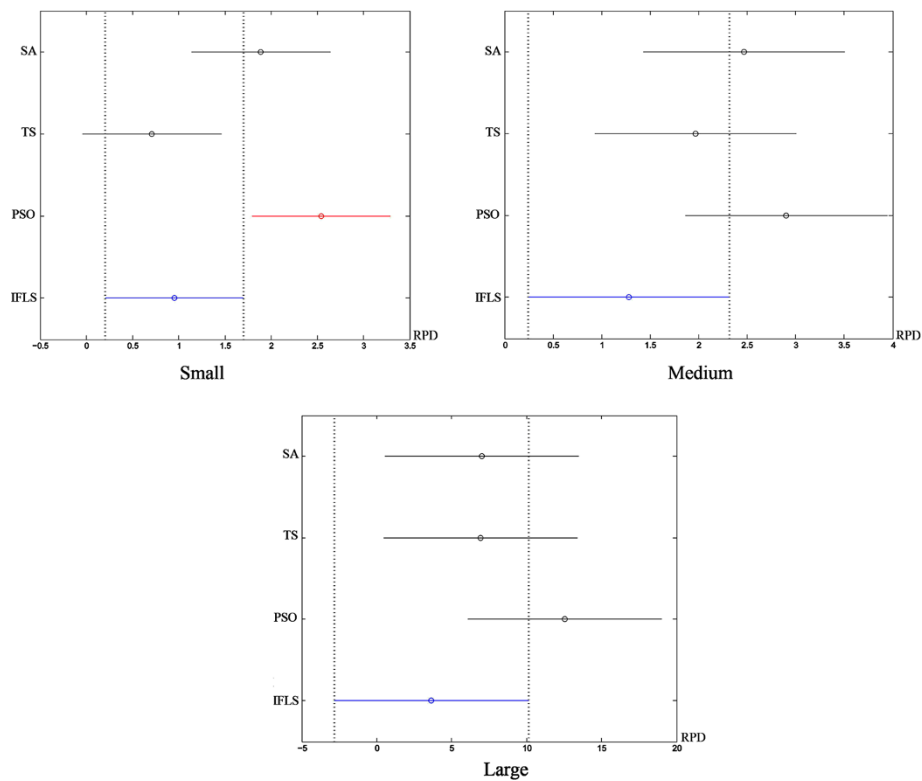 SA
TS
PSO
IFLS
RPD
-0.5 0 0.5 1 1.5 2 2.5 3 3.5
Small
SA
TS
PSO
IFLS
RPD
0 0.5 1 1.5 2 2.5 3 3.5 4
Medium
SA
TS
PSO
IFLS
RPD
-5 0 5 10 15 20
Large